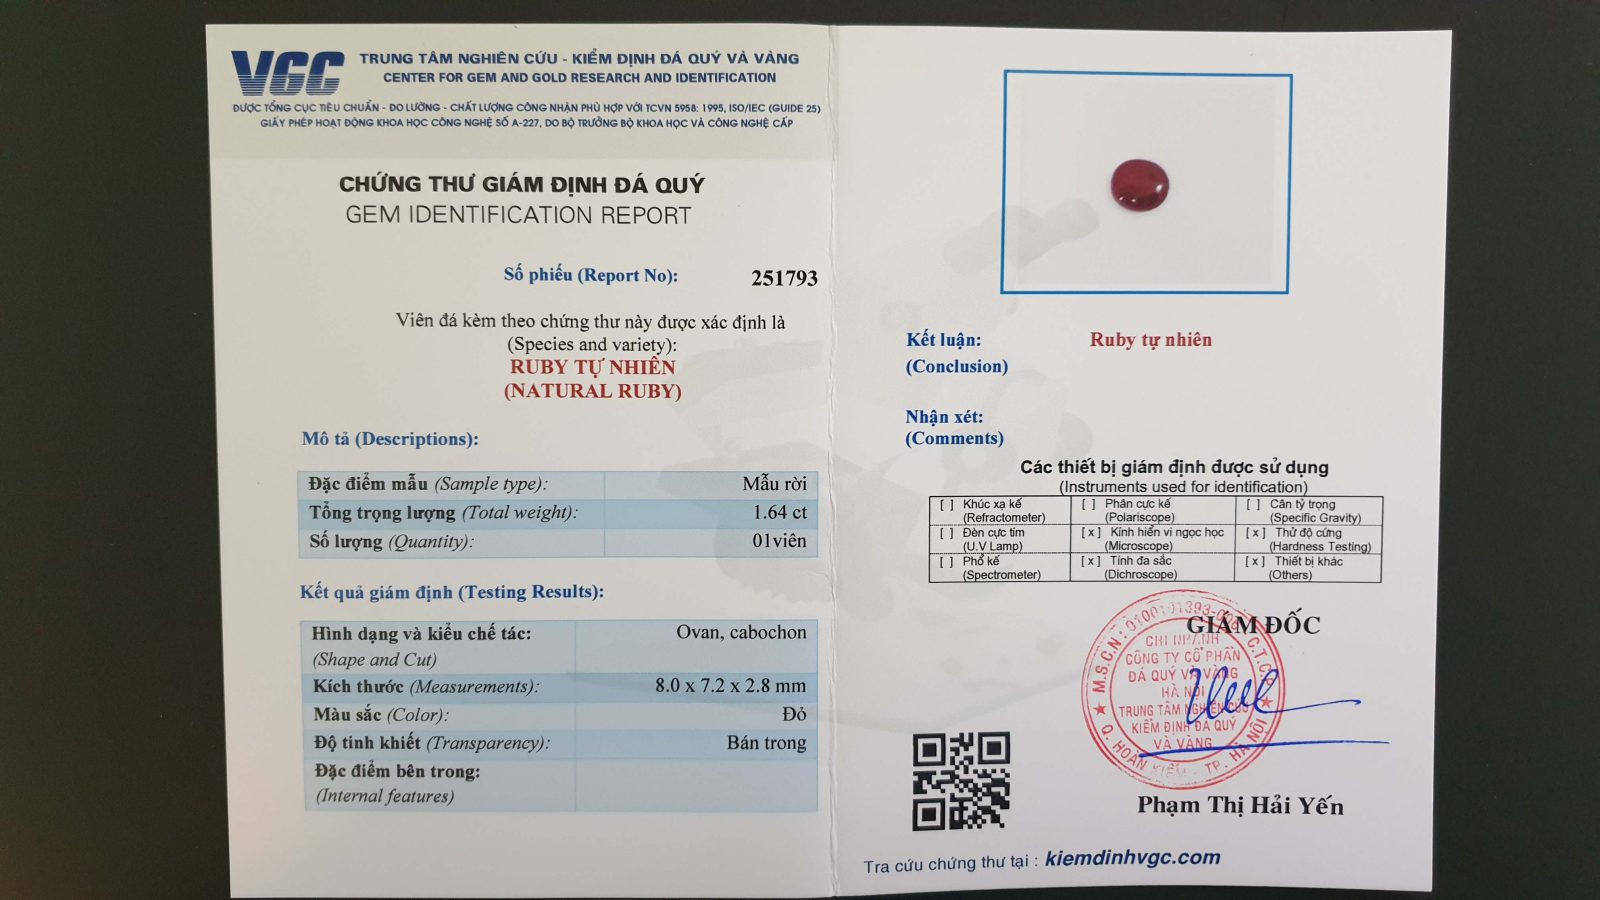 VGC
TRUNG TÂM NGHIÊN CỨU - KIỂM ĐỊNH ĐÁ QUÝ VÀ VÀNG
CENTER FOR GEM AND GOLD RESEARCH AND IDENTIFICATION
ĐƯỢC TỔNG CỤC TIÊU CHUẨN - ĐO LƯỜNG - CHẤT LƯỢNG CÔNG NHẬN PHÙ HỢP VỚI TCVN 5958: 1995, ISO/IEC (GUIDE 25)
GIẤY PHÉP HOẠT ĐỘNG KHOA HỌC CÔNG NGHỆ SỐ A-227, DO BỘ TRƯỞNG BỘ KHOA HỌC VÀ CÔNG NGHỆ CẤP
CHỨNG THƯ GIÁM ĐỊNH ĐÁ QUÝ
GEM IDENTIFICATION REPORT
Số phiếu (Report No): 251793
Viên đá kèm theo chứng thư này được xác định là
(Species and variety):
RUBY TỰ NHIÊN
(NATURAL RUBY)
Mô tả (Descriptions):
Đặc điểm mẫu (Sample type): Mẫu rời
Tổng trọng lượng (Total weight): 1.64 ct
Số lượng (Quantity): 01viên
Kết quả giám định (Testing Results):
Hình dạng và kiểu chế tác: Ovan, cabochon
(Shape and Cut)
Kích thước (Measurements): 8.0 x 7.2 x 2.8 mm
Màu sắc (Color): Đỏ
Độ tinh khiết (Transparency): Bán trong
Đặc điểm bên trong:
(Internal features)
Kết luận: Ruby tự nhiên
(Conclusion)
Nhận xét:
(Comments)
Các thiết bị giám định được sử dụng
(Instruments used for identification)
[ ] Khúc xạ kế [ ] Phân cực kế [ ] Cân tỷ trọng
(Refractometer) (Polariscope) (Specific Gravity)
[ ] Đèn cực tím [x] Kính hiển vi ngọc học [x] Thử độ cứng
(U.V Lamp) (Microscope) (Hardness Testing)
[ ] Phổ kế [x] Tính đa sắc [x] Thiết bị khác
(Spectrometer) (Dichroscope) (Others)
GIÁM ĐỐC
M.S.C.N: C.T.C.P
CHI NHÁNH
CÔNG TY CỔ PHẦN
ĐÁ QUÝ VÀ VÀNG
HÀ NỘI
TRUNG TÂM NGHIÊN CỨU
KIỂM ĐỊNH ĐÁ QUÝ
VÀ VÀNG
Q. HOÀN KIẾM - TP. HÀ NỘI
Phạm Thị Hải Yến
Tra cứu chứng thư tại : kiemdinhvgc.com